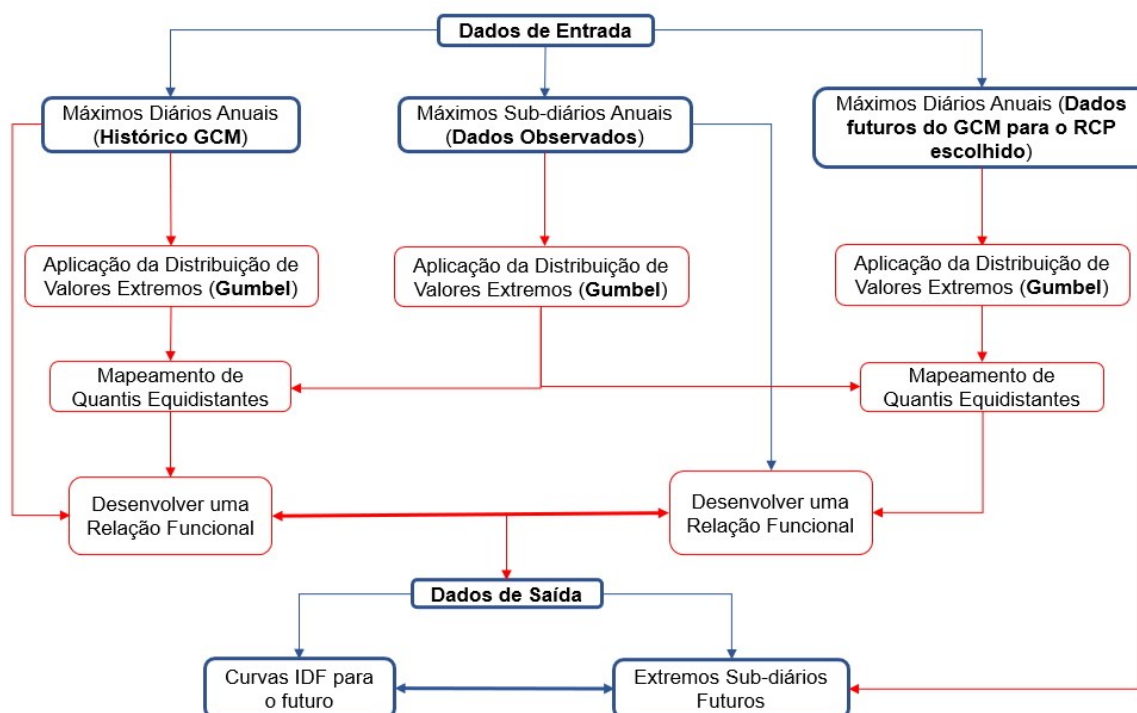 Dados de Entrada
Máximos Diários Anuais
(Histórico GCM)
Máximos Sub-diários Anuais
(Dados Observados)
Máximos Diários Anuais (Dados
futuros do GCM para o RCP
escolhido)
Aplicação da Distribuição de
Valores Extremos (Gumbel)
Aplicação da Distribuição de
Valores Extremos (Gumbel)
Aplicação da Distribuição de
Valores Extremos (Gumbel)
Mapeamento de
Quantis Equidistantes
Mapeamento de
Quantis Equidistantes
Desenvolver uma
Relação Funcional
Desenvolver uma
Relação Funcional
Dados de Saída
Curvas IDF para
o futuro
Extremos Sub-diários
Futuros